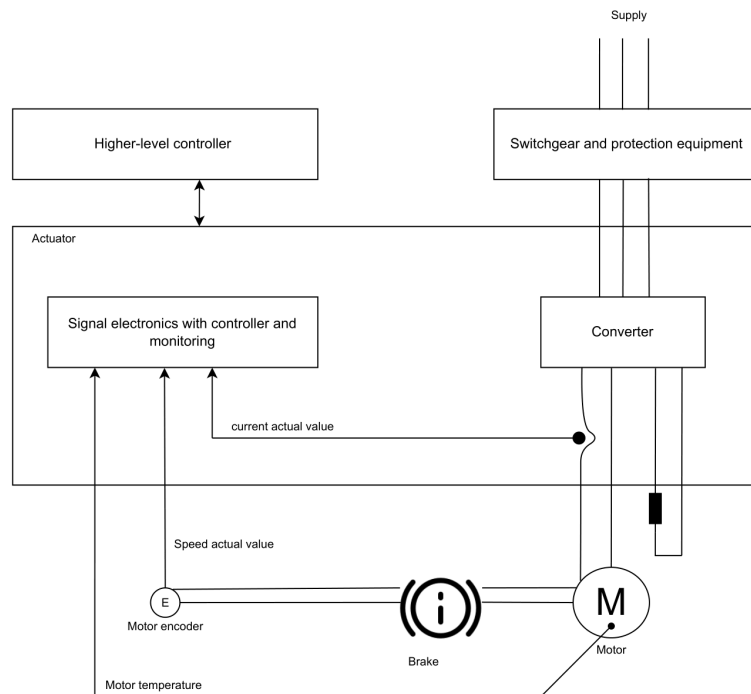 Supply
Higher-level controller
Switchgear and protection equipment
Actuator
Signal electronics with controller and
monitoring
Converter
current actual value
Speed actual value
E
Motor encoder
Brake
M
Motor
Motor temperature